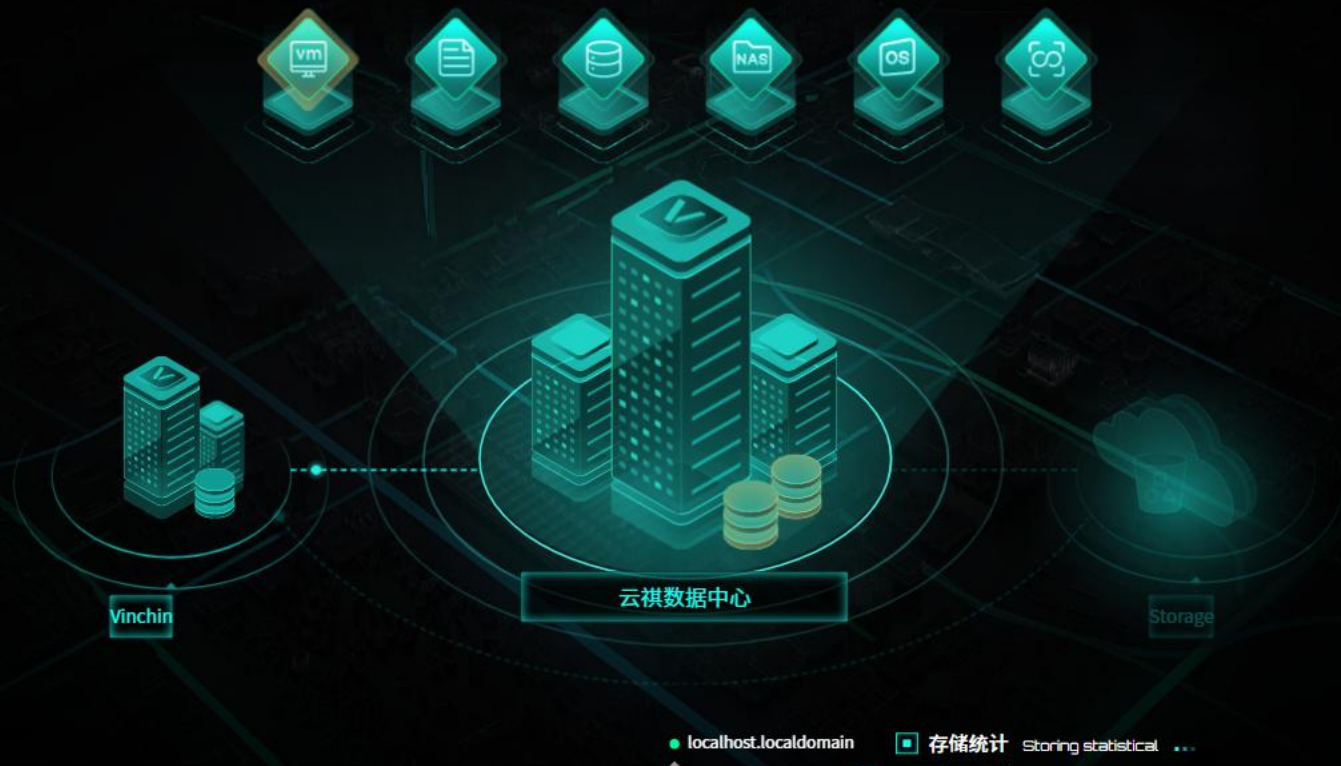 vm
NAS
OS
云祺数据中心
Vinchin
Storage
localhost.localdomain
存储统计 Storing statistical